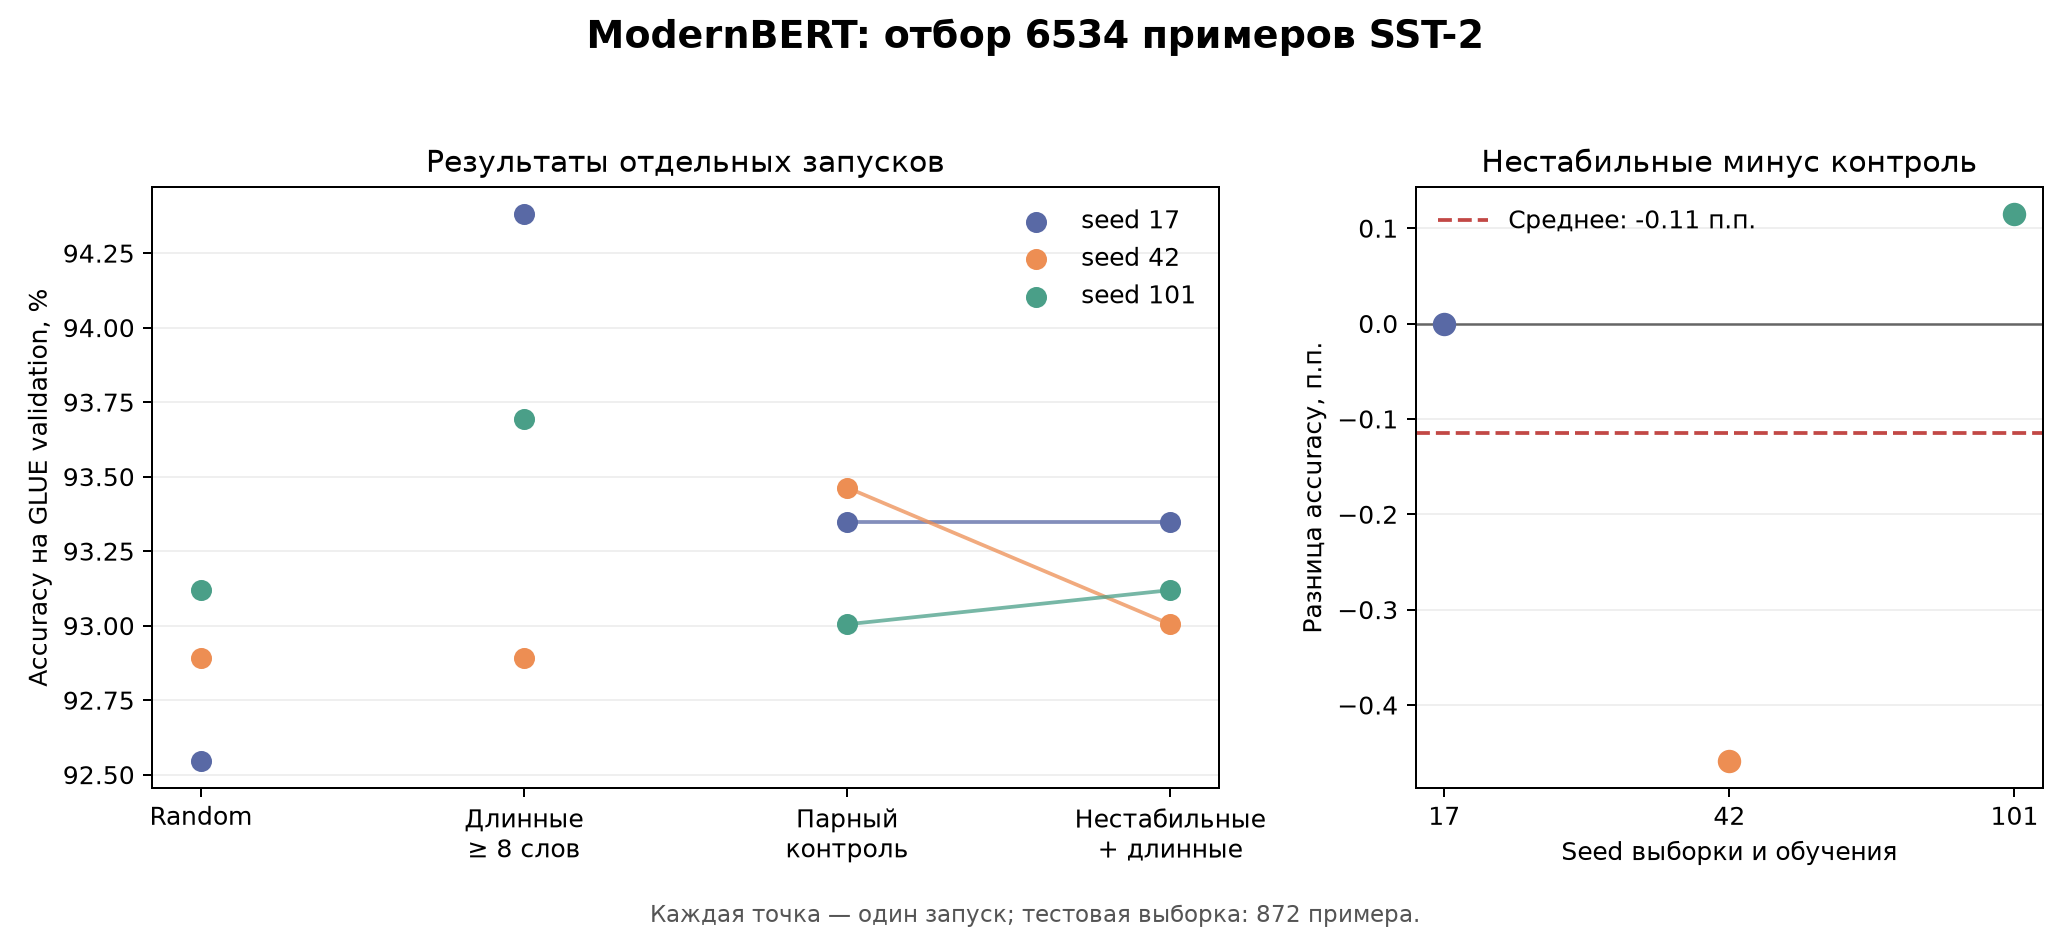 ModernBERT: отбор 6534 примеров SST-2
Результаты отдельных запусков
Accuracy на GLUE validation, %
94.25
94.00
93.75
93.50
93.25
93.00
92.75
92.50
seed 17
seed 42
seed 101
Random
Длинные
≥ 8 слов
Парный
контроль
Нестабильные
+ длинные
Нестабильные минус контроль
Разница accuracy, п.п.
0.1
0.0
−0.1
−0.2
−0.3
−0.4
Среднее: -0.11 п.п.
17
42
101
Seed выборки и обучения
Каждая точка — один запуск; тестовая выборка: 872 примера.